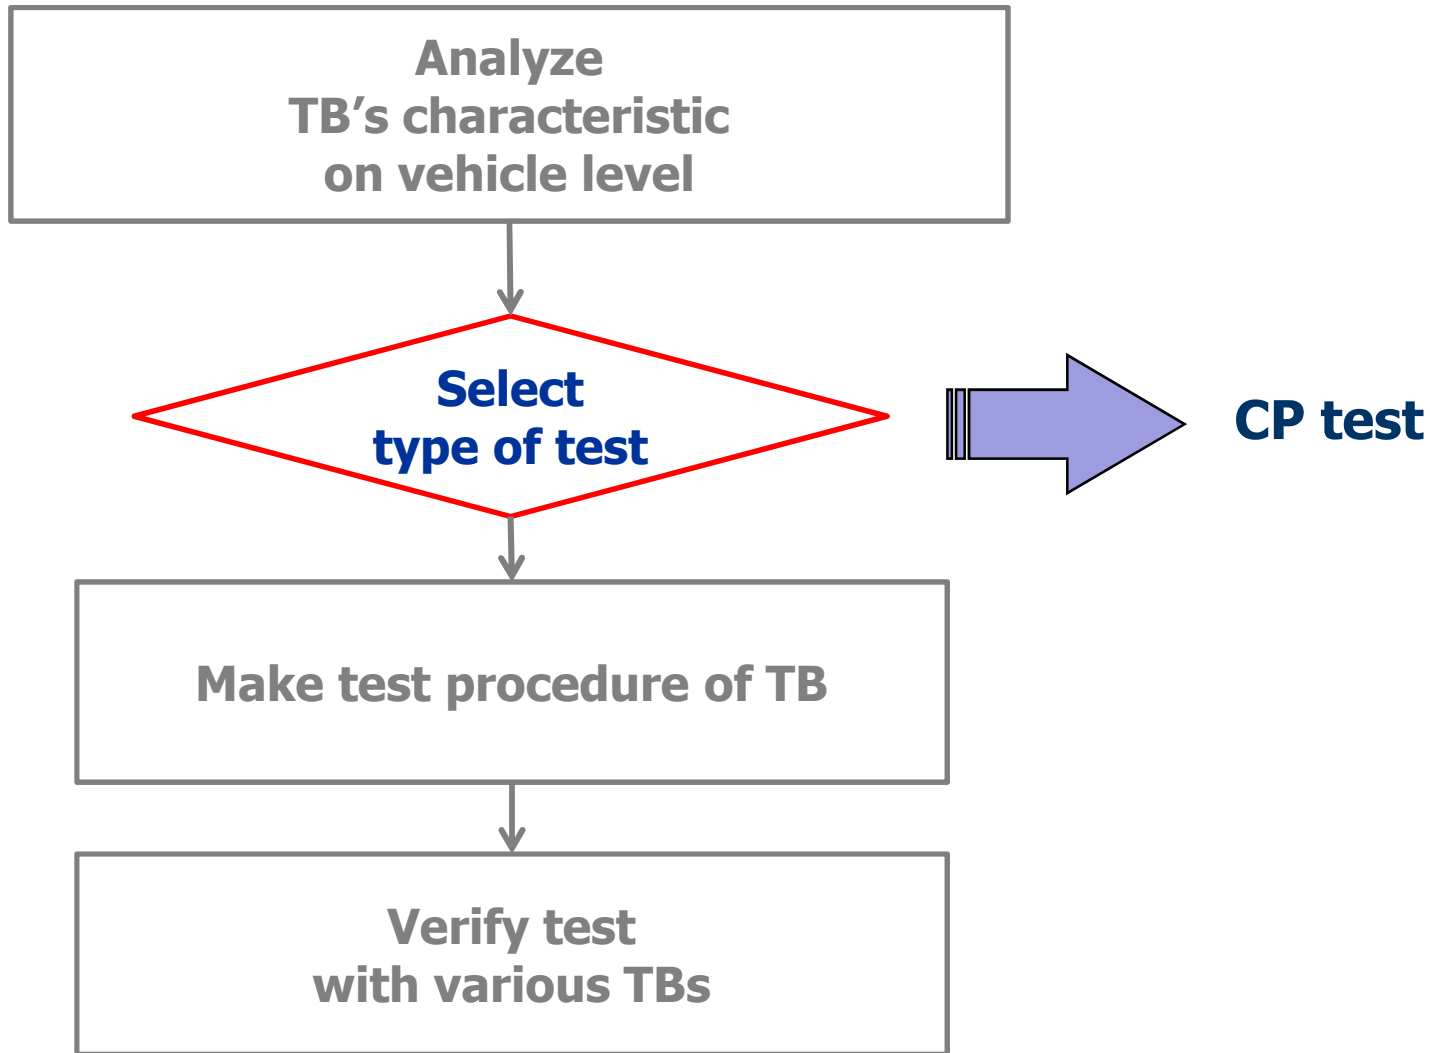 Analyze
TB’s characteristic
on vehicle level
Select
type of test
CP test
Make test procedure of TB
Verify test
with various TBs